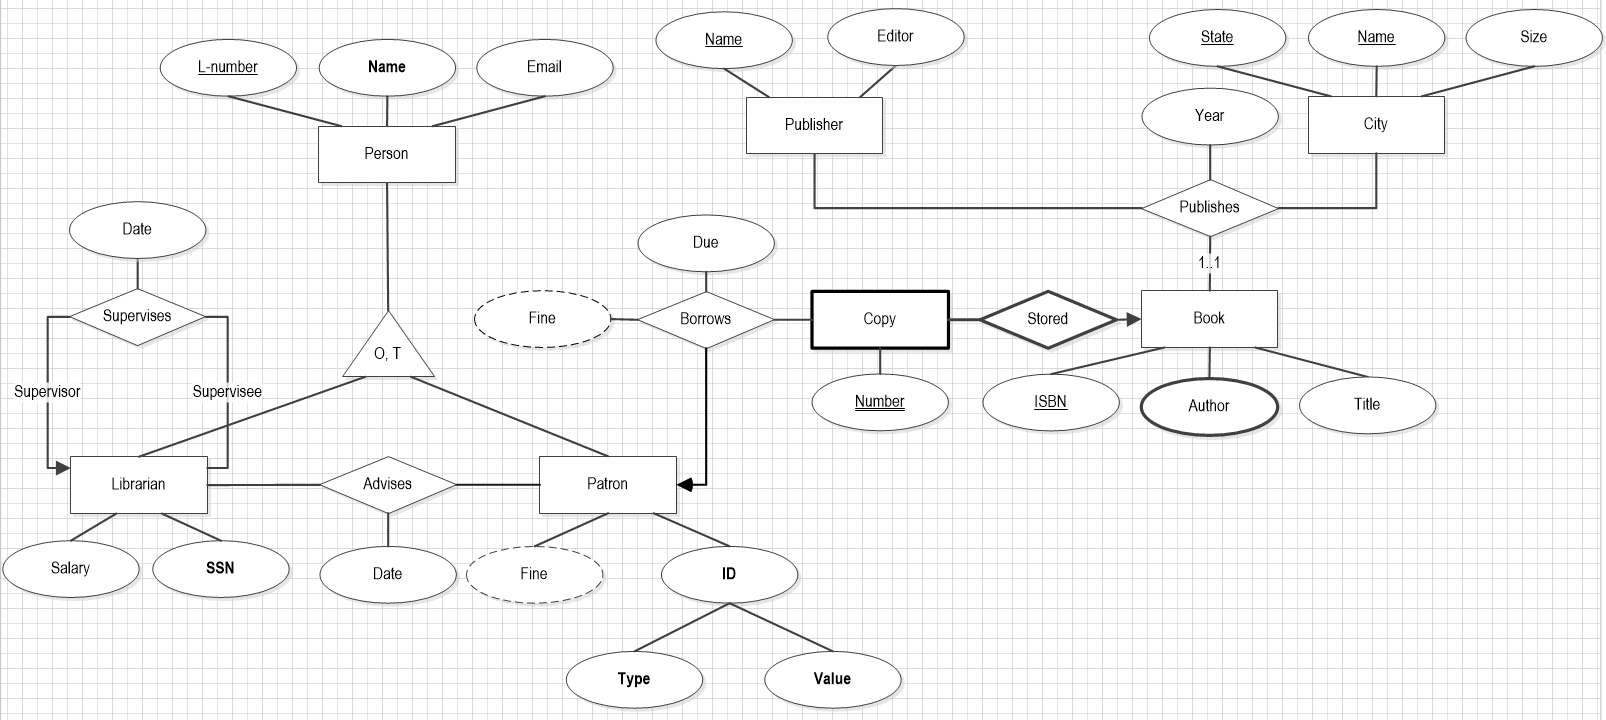 Name
Editor
State
Name
Size
L-number
Name
Email
Year
Publisher
City
Person
Publishes
Date
Due
1..1
Supervises
Fine
Borrows
Copy
Stored
Book
O, T
Supervisor
Supervisee
Number
ISBN
Author
Title
Librarian
Advises
Patron
Salary
SSN
Date
Fine
ID
Type
Value